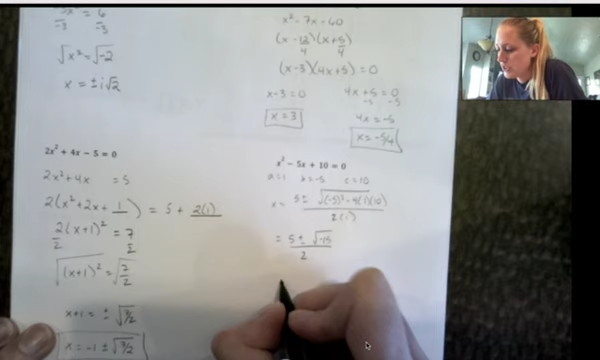 -3x² = 6
-3 -3
√x² = √-2
x = ± i√2
x² - 7x - 60
(x - 12)(x + 5)
4 4
(x - 3)(4x + 5) = 0
x - 3 = 0 4x + 5 = 0
-5 -5
x = 3 4x = -5
x = -5/4
2x² + 4x - 5 = 0
2x² + 4x = 5
2(x² + 2x + 1) = 5 + 2(1)
2(x+1)² = 7
2 2
√(x+1)² = √7/2
x+1 = ± √7/2
x = -1 ± √7/2
x² - 5x + 10 = 0
a=1 b=-5 c=10
x = 5 ± √(-5)² - 4(1)(10)
2(1)
= 5 ± √-15
2